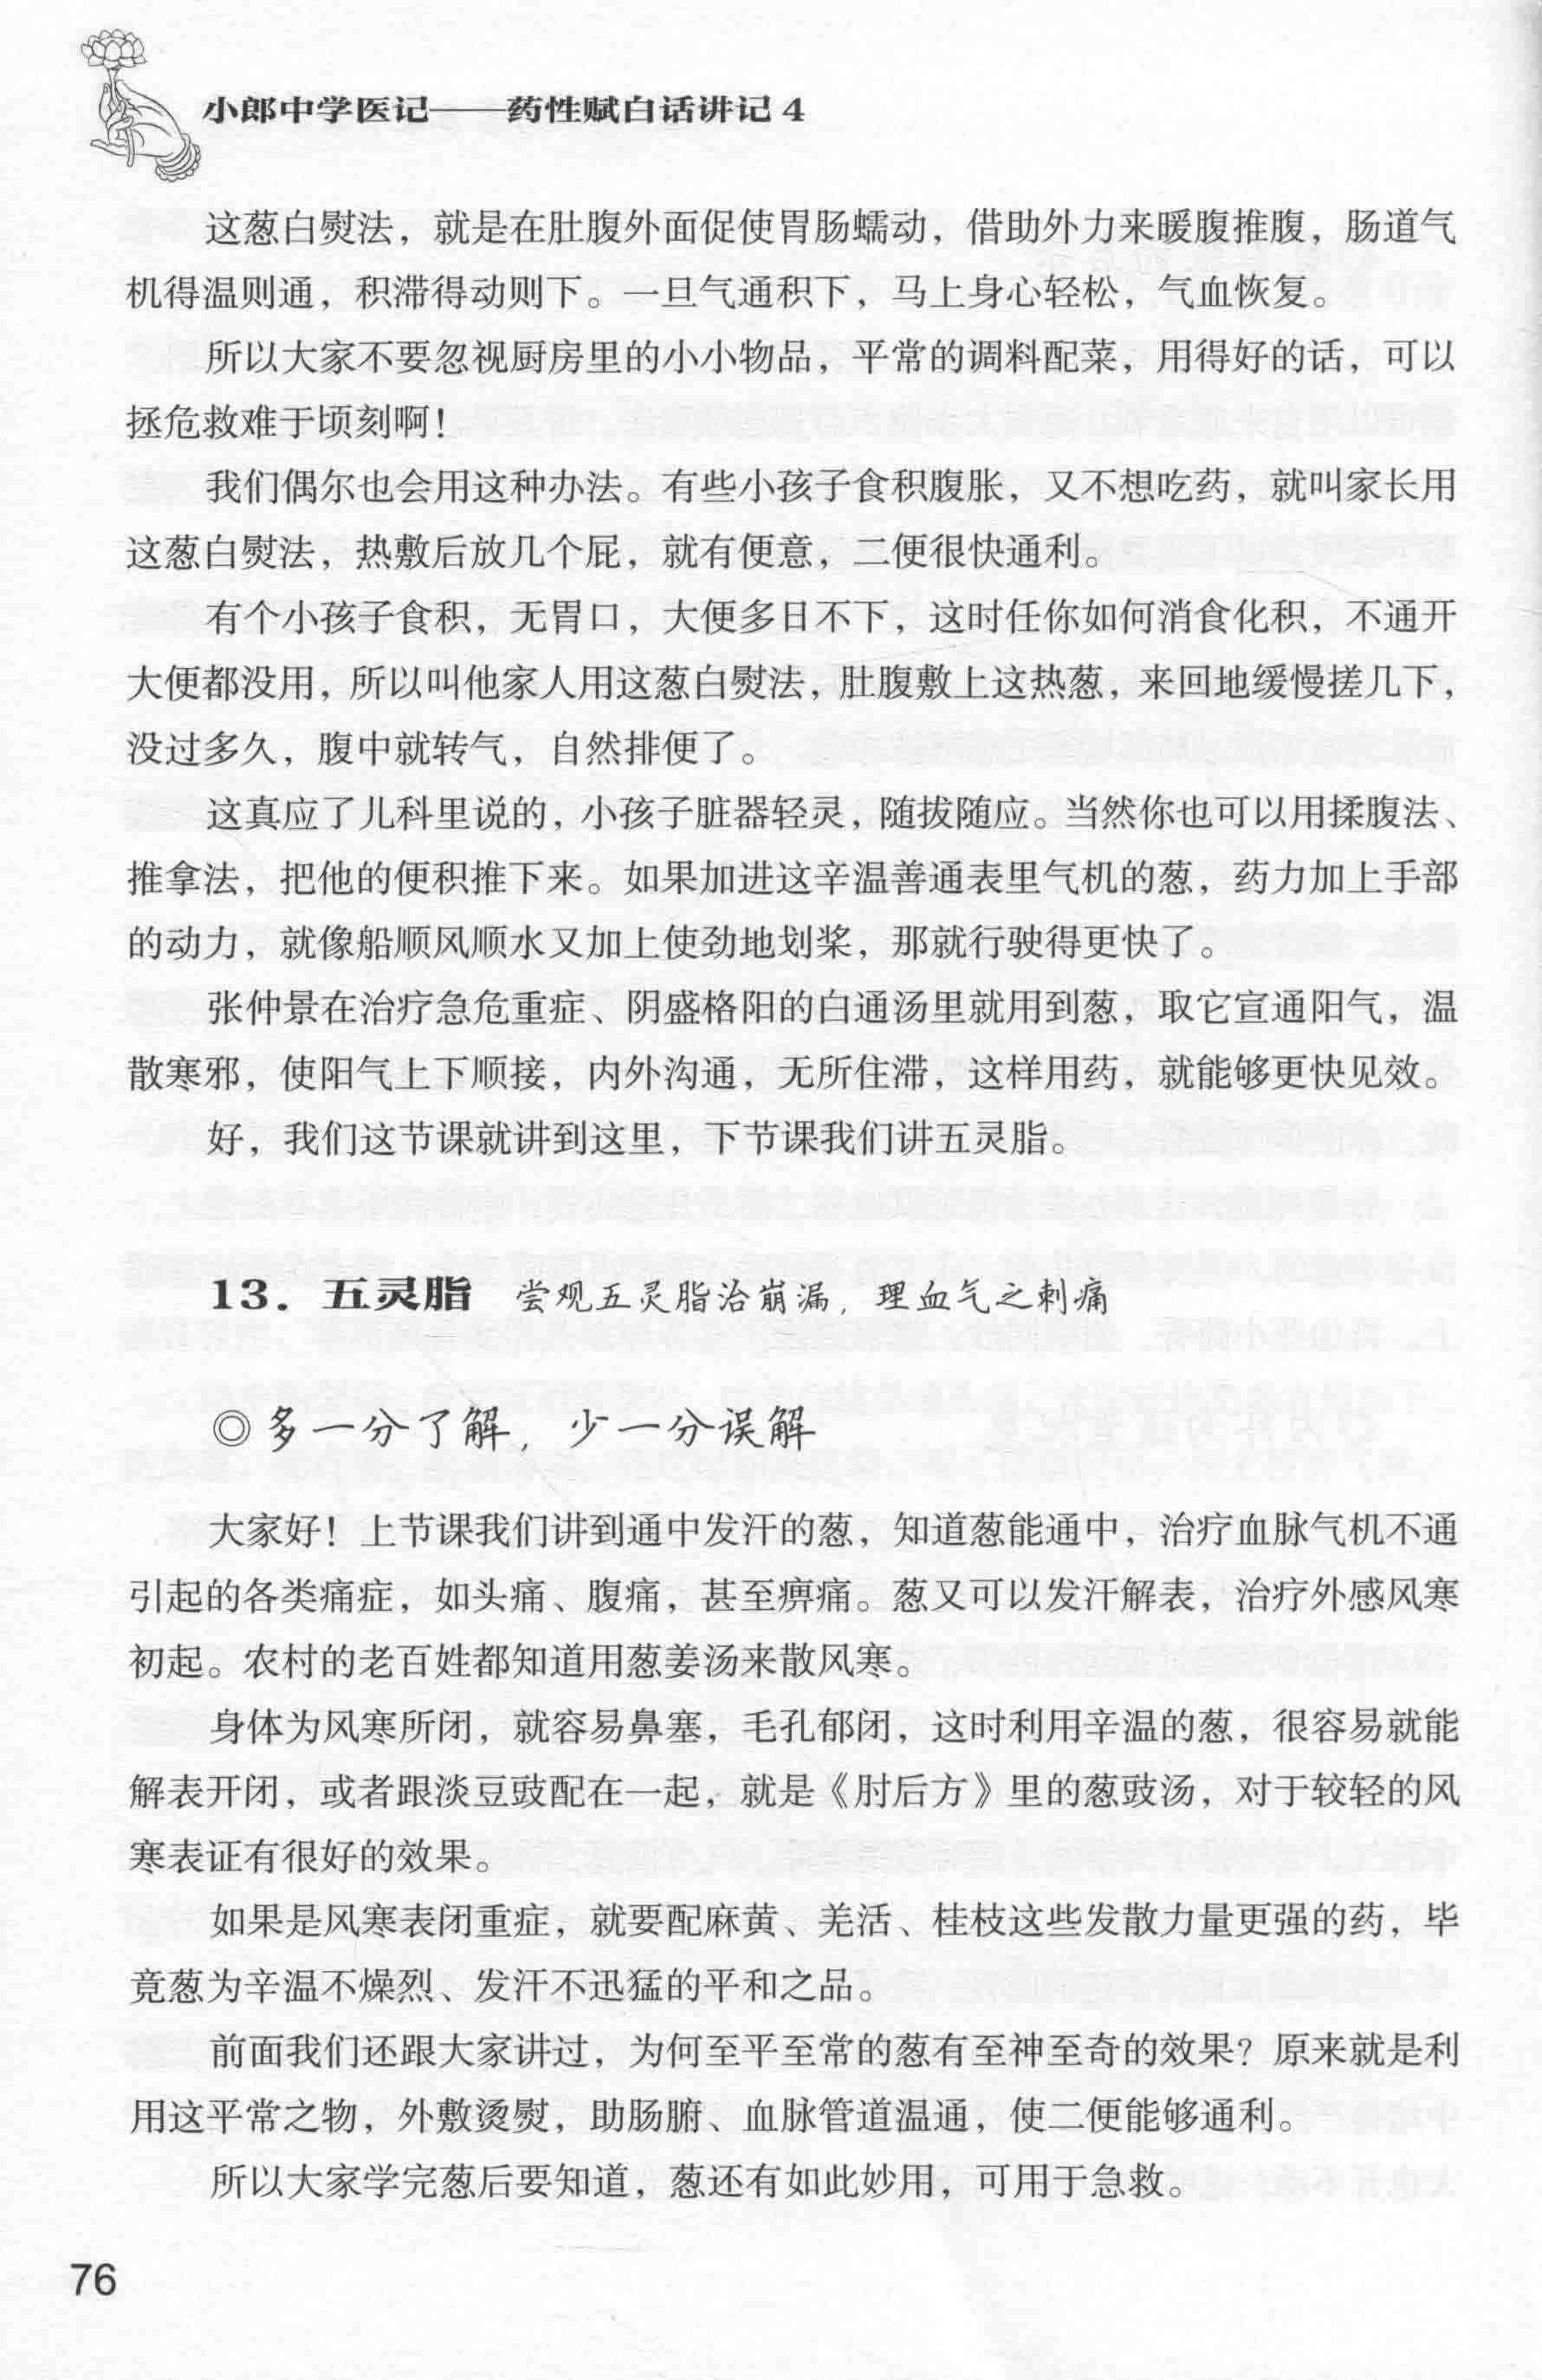 小郎中学医记——药性赋白话讲记4
这葱白熨法，就是在肚腹外面促使胃肠蠕动，借助外力来暖腹推腹，肠道气
机得温则通，积滞得动则下。一旦气通积下，马上身心轻松，气血恢复。
所以大家不要忽视厨房里的小小物品，平常的调料配菜，用得好的话，可以
拯危救难于顷刻啊！
我们偶尔也会用这种办法。有些小孩子食积腹胀，又不想吃药，就叫家长用
这葱白熨法，热敷后放几个屁，就有便意，二便很快通利。
有个小孩子食积，无胃口，大便多日不下，这时任你如何消食化积，不通开
大便都没用，所以叫他家人用这葱白熨法，肚腹敷上这热葱，来回地缓慢搓几下，
没过多久，腹中就转气，自然排便了。
这真应了儿科里说的，小孩子脏器轻灵，随拔随应。当然你也可以用揉腹法、
推拿法，把他的便积推下来。如果加进这辛温善通表里气机的葱，药力加上手部
的动力，就像船顺风顺水又加上使劲地划桨，那就行驶得更快了。
张仲景在治疗急危重症、阴盛格阳的白通汤里就用到葱，取它宣通阳气，温
散寒邪，使阳气上下顺接，内外沟通，无所住滞，这样用药，就能够更快见效。
好，我们这节课就讲到这里，下节课我们讲五灵脂。
13．五灵脂 尝观五灵脂治崩漏，理血气之刺痛
◎多一分了解，少一分误解
大家好！上节课我们讲到通中发汗的葱，知道葱能通中，治疗血脉气机不通
引起的各类痛症，如头痛、腹痛，甚至痹痛。葱又可以发汗解表，治疗外感风寒
初起。农村的老百姓都知道用葱姜汤来散风寒。
身体为风寒所闭，就容易鼻塞，毛孔郁闭，这时利用辛温的葱，很容易就能
解表开闭，或者跟淡豆豉配在一起，就是《肘后方》里的葱豉汤，对于较轻的风
寒表证有很好的效果。
如果是风寒表闭重症，就要配麻黄、羌活、桂枝这些发散力量更强的药，毕
竟葱为辛温不燥烈、发汗不迅猛的平和之品。
前面我们还跟大家讲过，为何至平至常的葱有至神至奇的效果？原来就是利
用这平常之物，外敷烫熨，助肠腑、血脉管道温通，使二便能够通利。
所以大家学完葱后要知道，葱还有如此妙用，可用于急救。
76